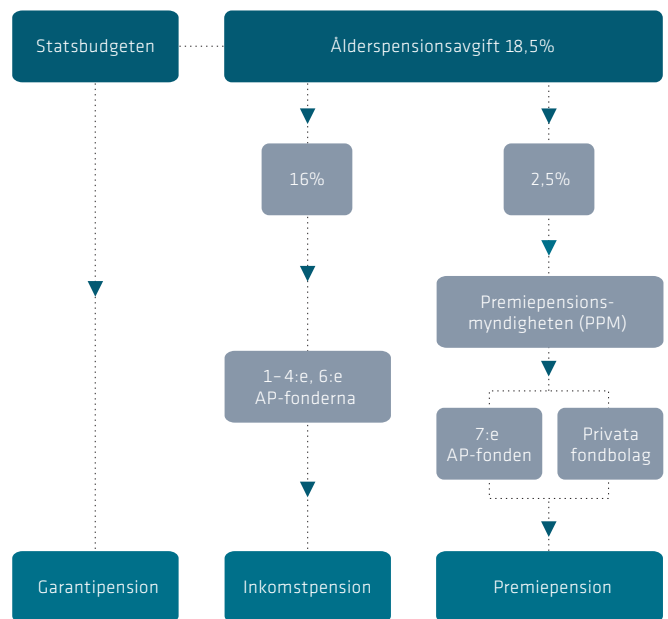 Statsbudgeten
Ålderspensionsavgift 18,5%
16%
2,5%
Premiepensions-
myndigheten (PPM)
1–4:e, 6:e
AP-fonderna
7:e
AP-fonden
Privata
fondbolag
Garantipension
Inkomstpension
Premiepension